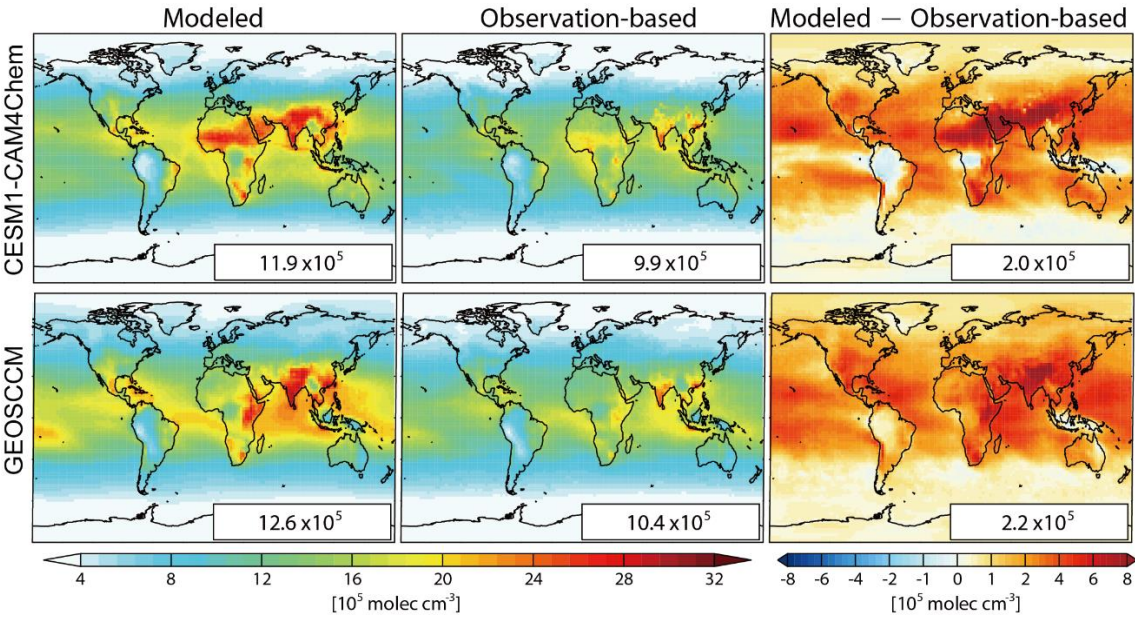 Modeled Observation-based Modeled − Observation-based
CESM1-CAM4Chem
11.9 x10⁵ 9.9 x10⁵ 2.0 x10⁵
GEOSCCM
12.6 x10⁵ 10.4 x10⁵ 2.2 x10⁵
4 8 12 16 20 24 28 32 -8 -6 -4 -2 -1 0 1 2 4 6 8
[10⁵ molec cm⁻³] [10⁵ molec cm⁻³]